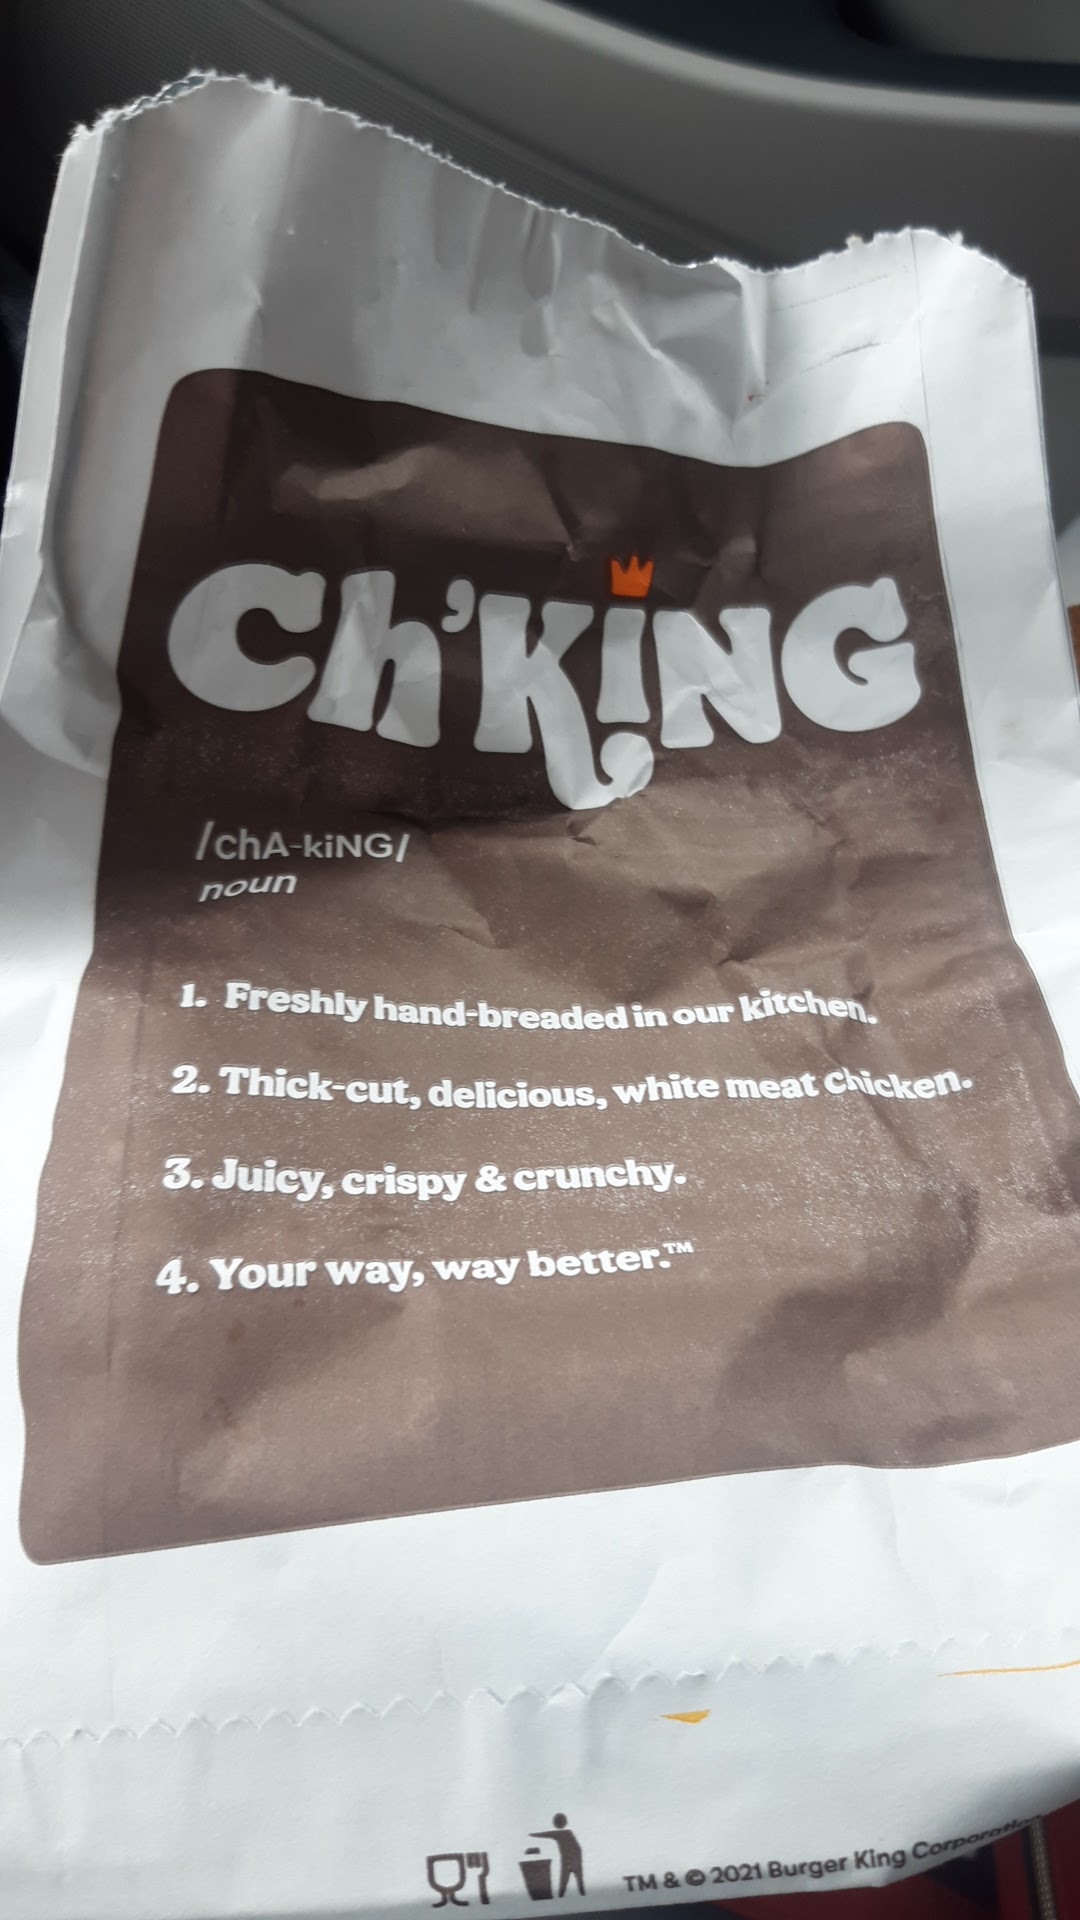 Ch'KiNG
/chA-kiNG/
noun
1. Freshly hand-breaded in our kitchen.
2. Thick-cut, delicious, white meat chicken.
3. Juicy, crispy & crunchy.
4. Your way, way better.™
TM & © 2021 Burger King Corporation